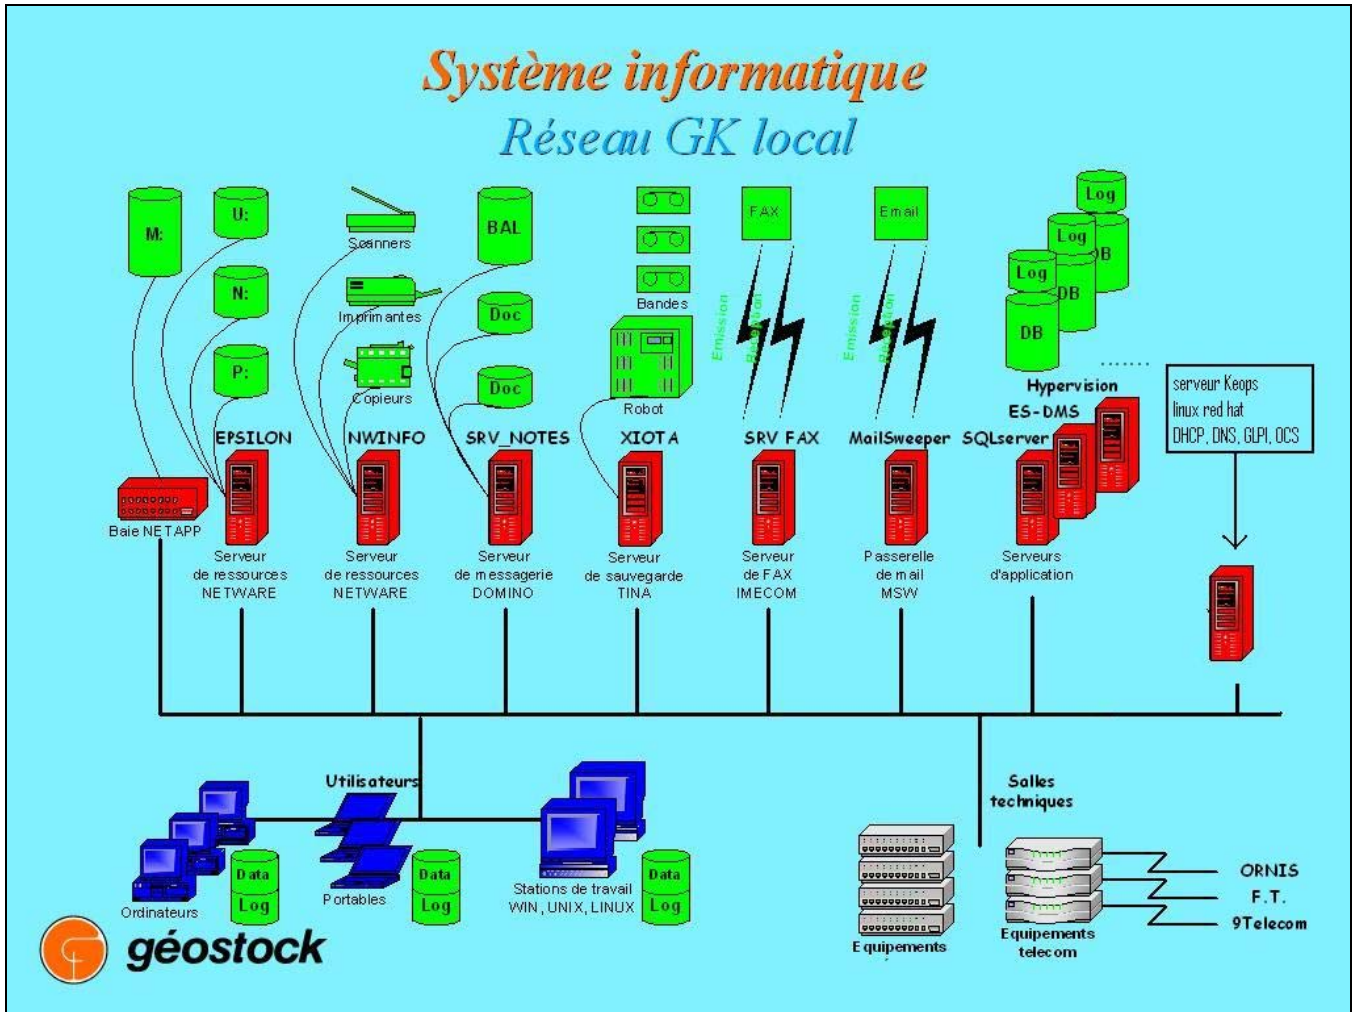 Système informatique
Réseau GK local
M:
U:
N:
P:
Scanners
Imprimantes
Copieurs
BAL
Doc
Doc
Bandes
Robot
FAX
Emission
Reception
Email
Emission
Reception
Log
Log
Log
DB
DB
DB
.......
Hypervision
ES-DMS
SQLserver
EPSILON
NWINFO
SRV_NOTES
XIOTA
SRV FAX
MailSweeper
serveur Keops
linux red hat
DHCP, DNS, GLPI, OCS
Baie NETAPP
Serveur
de ressources
NETWARE
Serveur
de ressources
NETWARE
Serveur
de messagerie
DOMINO
Serveur
de sauvegarde
TINA
Serveur
de FAX
IMECOM
Passerelle
de mail
MSW
Serveurs
d'application
Utilisateurs
Salles
techniques
Ordinateurs
Data
Log
Portables
Data
Log
Stations de travail
WIN, UNIX, LINUX
Data
Log
Equipements
Equipements
telecom
ORNIS
F.T.
9Telecom
géostock